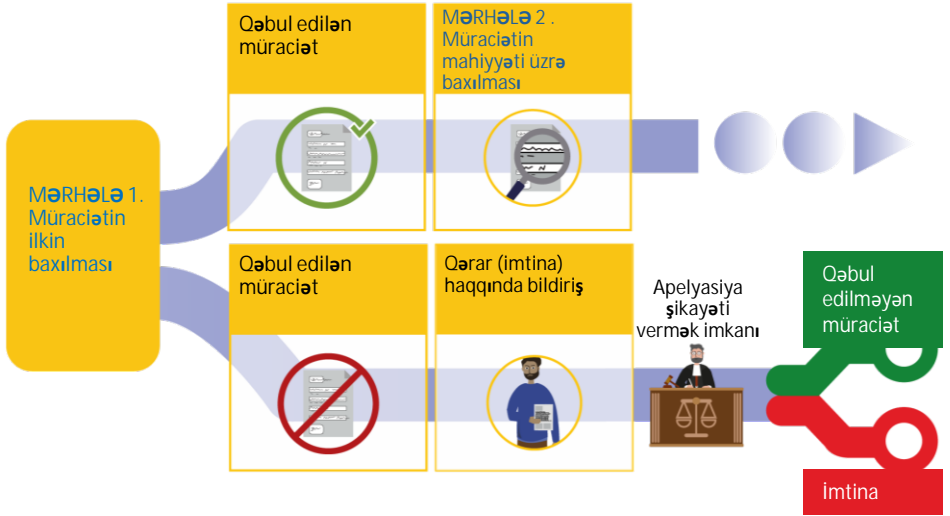 MƏRHƏLƏ 1.
Müraciətin
ilkin
baxılması
Qəbul edilən
müraciət
MƏRHƏLƏ 2 .
Müraciətin
mahiyyəti üzrə
baxılması
Qəbul edilən
müraciət
Qərar (imtina)
haqqında bildiriş
Apelyasiya
şikayəti
vermək imkanı
Qəbul
edilməyən
müraciət
İmtina